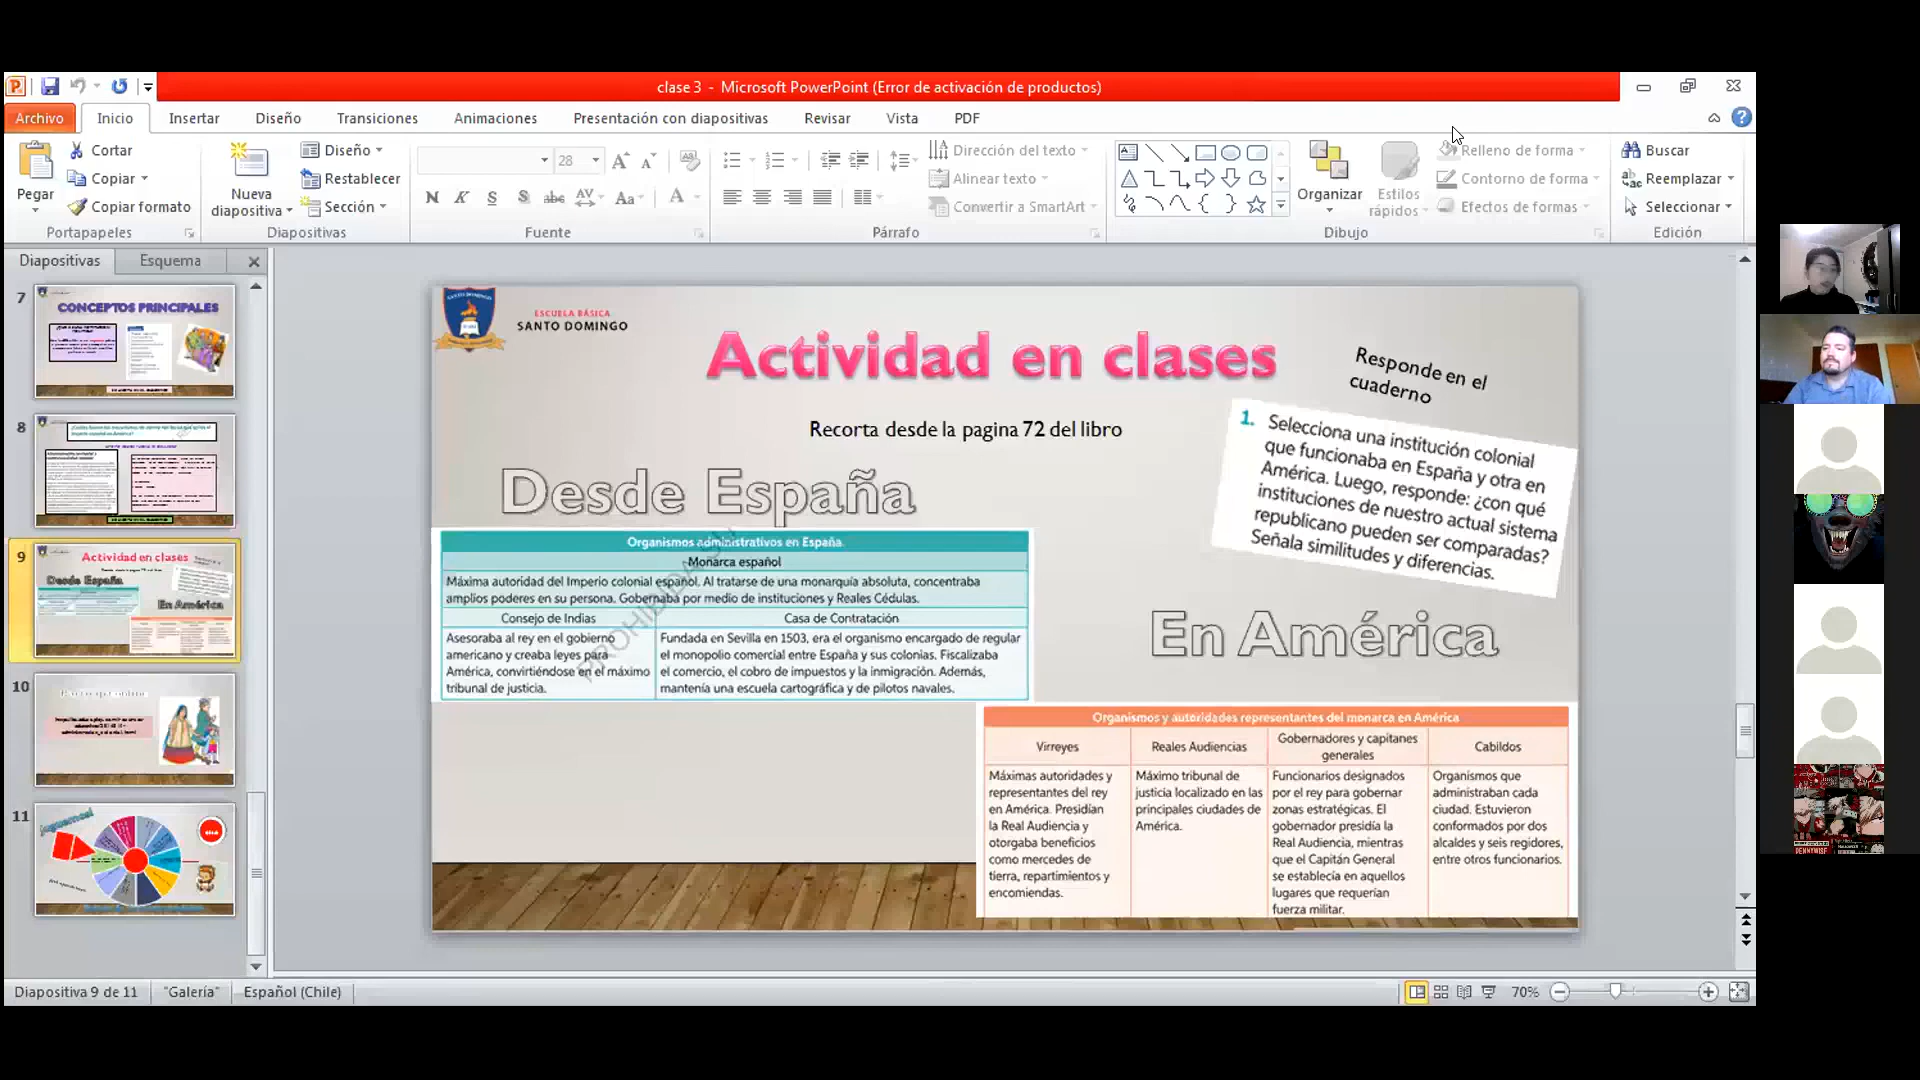 clase 3 - Microsoft PowerPoint (Error de activación de productos)
Archivo Inicio Insertar Diseño Transiciones Animaciones Presentación con diapositivas Revisar Vista PDF
Pegar
Cortar
Copiar
Copiar formato
Portapapeles
Nueva diapositiva
Diseño
Restablecer
Sección
Diapositivas
28
Fuente
Dirección del texto
Alinear texto
Convertir a SmartArt
Párrafo
Organizar
Estilos rápidos
Relleno de forma
Contorno de forma
Efectos de formas
Dibujo
Buscar
Reemplazar
Seleccionar
Edición
Diapositivas Esquema
7
CONCEPTOS PRINCIPALES
8
9
Actividad en clases
Desde España
En América
10
11
SANTO DOMINGO
ESCUELA BÁSICA
SANTO DOMINGO
Actividad en clases
Responde en el
cuaderno
Recorta desde la pagina 72 del libro
1. Selecciona una institución colonial
que funcionaba en España y otra en
América. Luego, responde: ¿con qué
instituciones de nuestro actual sistema
republicano pueden ser comparadas?
Señala similitudes y diferencias.
Desde España
Organismos administrativos en España
Monarca español
Máxima autoridad del Imperio colonial español. Al tratarse de una monarquía absoluta, concentraba
amplios poderes en su persona. Gobernaba por medio de instituciones y Reales Cédulas.
Consejo de Indias
Asesoraba al rey en el gobierno
americano y creaba leyes para
América, convirtiéndose en el máximo
tribunal de justicia.
Casa de Contratación
Fundada en Sevilla en 1503, era el organismo encargado de regular
el monopolio comercial entre España y sus colonias. Fiscalizaba
el comercio, el cobro de impuestos y la inmigración. Además,
mantenía una escuela cartográfica y de pilotos navales.
En América
Organismos y autoridades representantes del monarca en América
Virreyes
Máximas autoridades y
representantes del rey
en América. Presidían
la Real Audiencia y
otorgaba beneficios
como mercedes de
tierra, repartimientos y
encomiendas.
Reales Audiencias
Máximo tribunal de
justicia localizado en las
principales ciudades de
América.
Gobernadores y capitanes
generales
Funcionarios designados
por el rey para gobernar
zonas estratégicas. El
gobernador presidía la
Real Audiencia, mientras
que el Capitán General
se establecía en aquellos
lugares que requerían
fuerza militar.
Cabildos
Organismos que
administraban cada
ciudad. Estuvieron
conformados por dos
alcaldes y seis regidores,
entre otros funcionarios.
Diapositiva 9 de 11 "Galería" Español (Chile) 70%